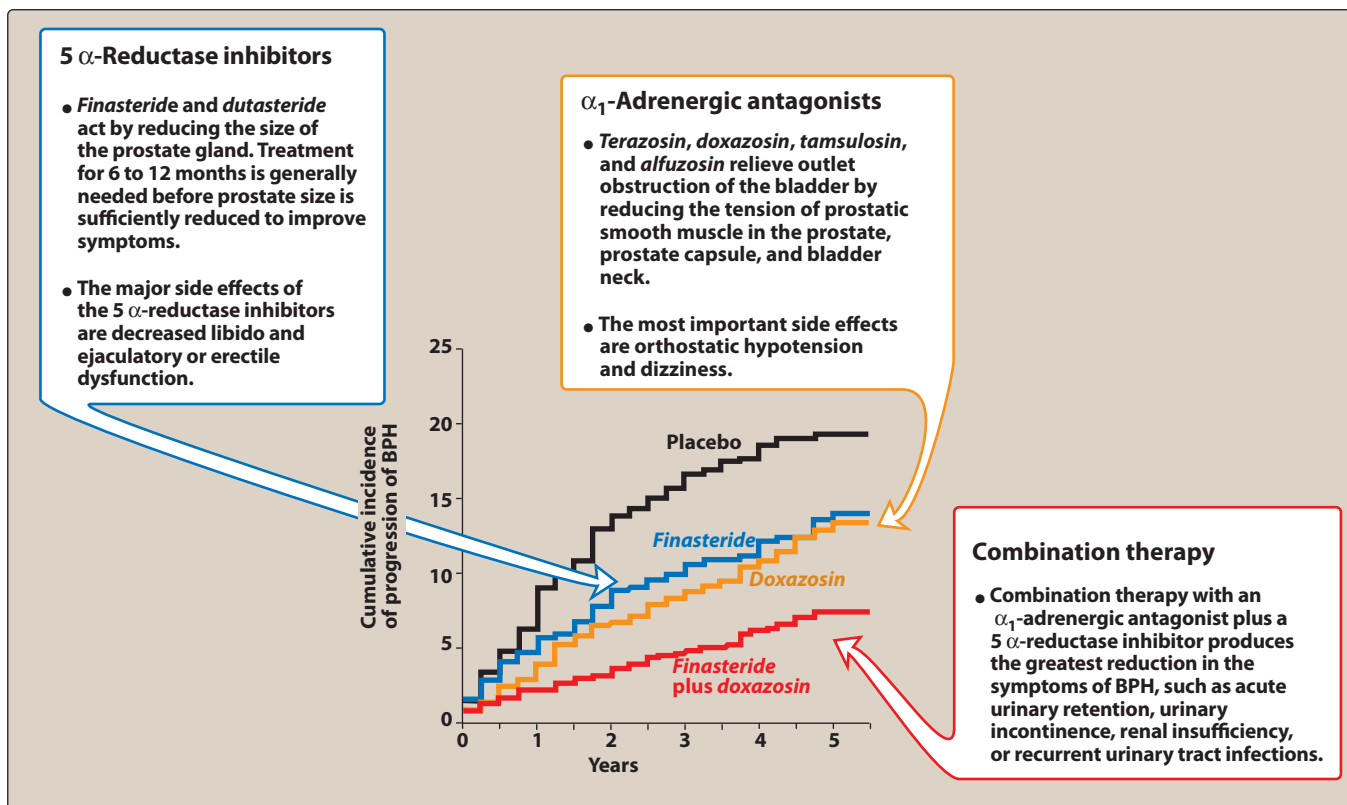 5 α-Reductase inhibitors
• Finasteride and dutasteride
act by reducing the size of
the prostate gland. Treatment
for 6 to 12 months is generally
needed before prostate size is
sufficiently reduced to improve
symptoms.
• The major side effects of
the 5 α-reductase inhibitors
are decreased libido and
ejaculatory or erectile
dysfunction.
α1-Adrenergic antagonists
• Terazosin, doxazosin, tamsulosin,
and alfuzosin relieve outlet
obstruction of the bladder by
reducing the tension of prostatic
smooth muscle in the prostate,
prostate capsule, and bladder
neck.
• The most important side effects
are orthostatic hypotension
and dizziness.
Cumulative incidence
of progression of BPH
25
20
15
10
5
0
Placebo
Finasteride
Doxazosin
Finasteride
plus doxazosin
0 1 2 3 4 5
Years
Combination therapy
• Combination therapy with an
α1-adrenergic antagonist plus a
5 α-reductase inhibitor produces
the greatest reduction in the
symptoms of BPH, such as acute
urinary retention, urinary
incontinence, renal insufficiency,
or recurrent urinary tract infections.